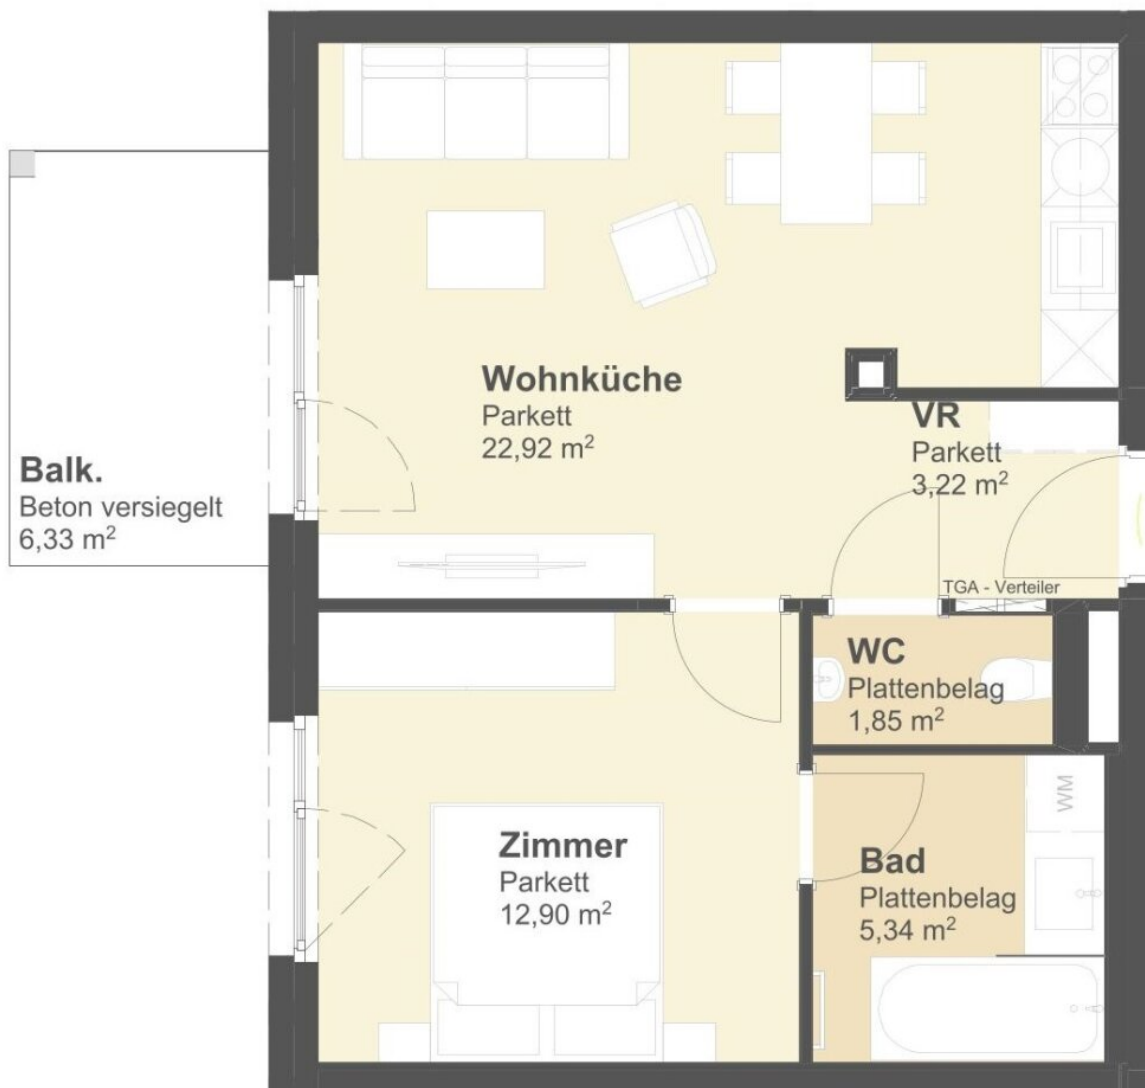 Wohnküche
Parkett
22,92 m²
VR
Parkett
3,22 m²
Balk.
Beton versiegelt
6,33 m²
TGA - Verteiler
WC
Plattenbelag
1,85 m²
WM
Zimmer
Parkett
12,90 m²
Bad
Plattenbelag
5,34 m²